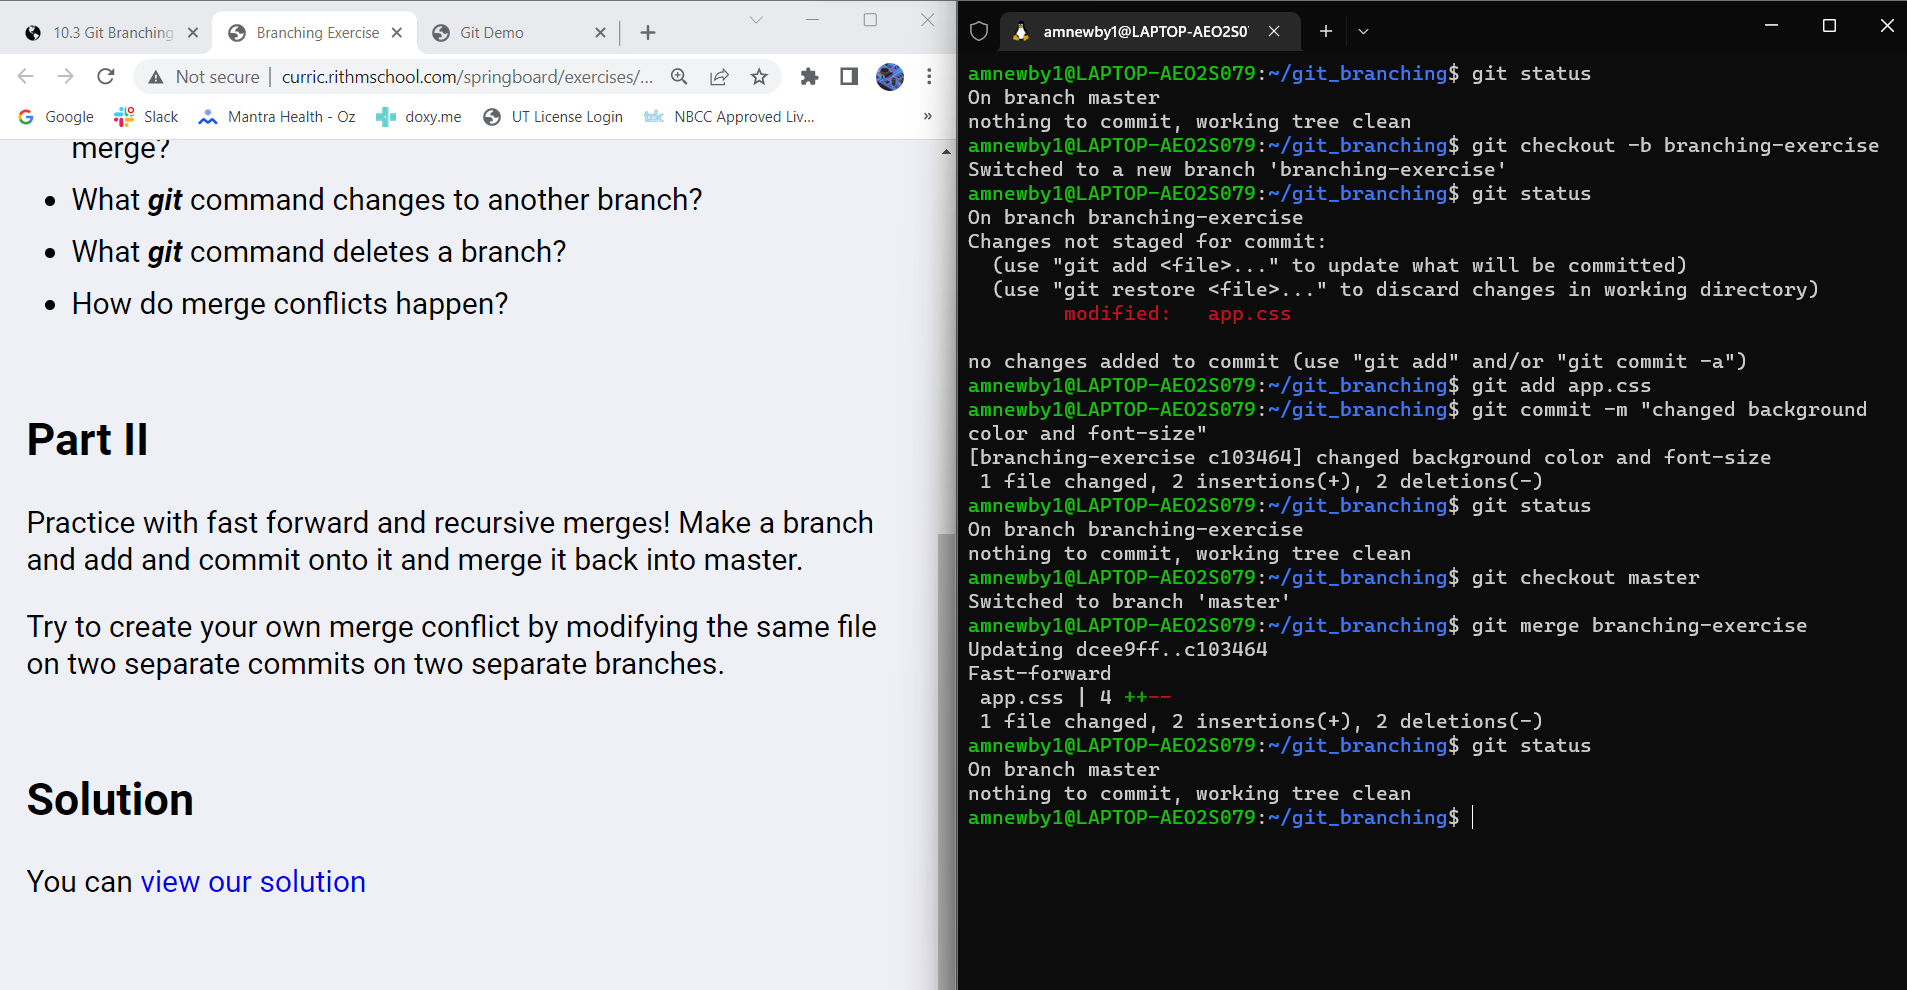 10.3 Git Branching
Branching Exercise
Git Demo
Not secure | curric.rithmschool.com/springboard/exercises/...
Google
Slack
Mantra Health - Oz
doxy.me
UT License Login
NBCC Approved Liv...
»
merge?
• What git command changes to another branch?
• What git command deletes a branch?
• How do merge conflicts happen?
Part II
Practice with fast forward and recursive merges! Make a branch
and add and commit onto it and merge it back into master.
Try to create your own merge conflict by modifying the same file
on two separate commits on two separate branches.
Solution
You can view our solution
amnewby1@LAPTOP-AEO2S0
amnewby1@LAPTOP-AEO2S079:~/git_branching$ git status
On branch master
nothing to commit, working tree clean
amnewby1@LAPTOP-AEO2S079:~/git_branching$ git checkout -b branching-exercise
Switched to a new branch 'branching-exercise'
amnewby1@LAPTOP-AEO2S079:~/git_branching$ git status
On branch branching-exercise
Changes not staged for commit:
  (use "git add <file>..." to update what will be committed)
  (use "git restore <file>..." to discard changes in working directory)
        modified:   app.css
no changes added to commit (use "git add" and/or "git commit -a")
amnewby1@LAPTOP-AEO2S079:~/git_branching$ git add app.css
amnewby1@LAPTOP-AEO2S079:~/git_branching$ git commit -m "changed background
color and font-size"
[branching-exercise c103464] changed background color and font-size
 1 file changed, 2 insertions(+), 2 deletions(-)
amnewby1@LAPTOP-AEO2S079:~/git_branching$ git status
On branch branching-exercise
nothing to commit, working tree clean
amnewby1@LAPTOP-AEO2S079:~/git_branching$ git checkout master
Switched to branch 'master'
amnewby1@LAPTOP-AEO2S079:~/git_branching$ git merge branching-exercise
Updating dcee9ff..c103464
Fast-forward
 app.css | 4 ++--
 1 file changed, 2 insertions(+), 2 deletions(-)
amnewby1@LAPTOP-AEO2S079:~/git_branching$ git status
On branch master
nothing to commit, working tree clean
amnewby1@LAPTOP-AEO2S079:~/git_branching$